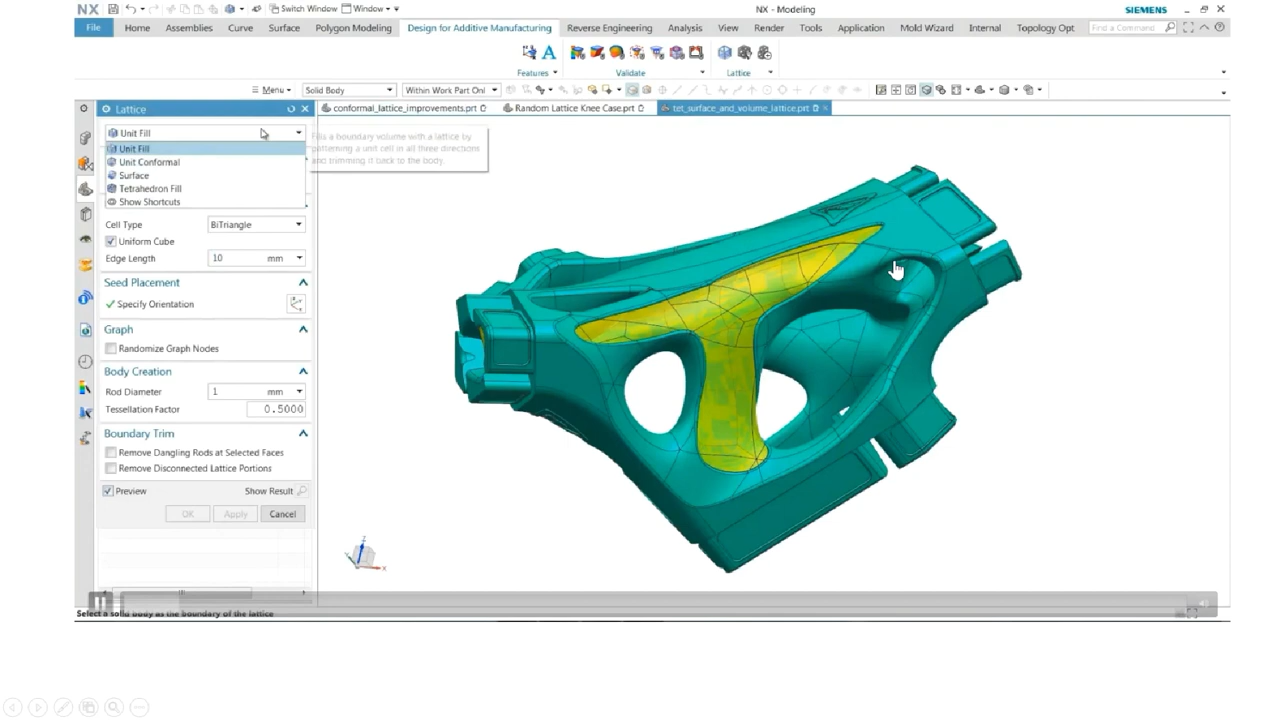 NX Switch Window Window NX - Modeling SIEMENS
File Home Assemblies Curve Surface Polygon Modeling Design for Additive Manufacturing Reverse Engineering Analysis View Render Tools Application Mold Wizard Internal Topology Opt Find a Command
A
Features Validate Lattice
Menu Solid Body Within Work Part Onl
Lattice
conformal_lattice_improvements.prt Random Lattice Knee Case.prt tet_surface_and_volume_lattice.prt
Unit Fill
Fills a boundary volume with a lattice by
patterning a unit cell in all three directions
and trimming it back to the body.
Unit Fill
Unit Conformal
Surface
Tetrahedron Fill
Show Shortcuts
Cell Type BiTriangle
Uniform Cube
Edge Length 10 mm
Seed Placement
Specify Orientation
Graph
Randomize Graph Nodes
Body Creation
Rod Diameter 1 mm
Tessellation Factor 0.5000
Boundary Trim
Remove Dangling Rods at Selected Faces
Remove Disconnected Lattice Portions
Preview Show Result
OK Apply Cancel
Z
Y
X
Select a solid body as the boundary of the lattice